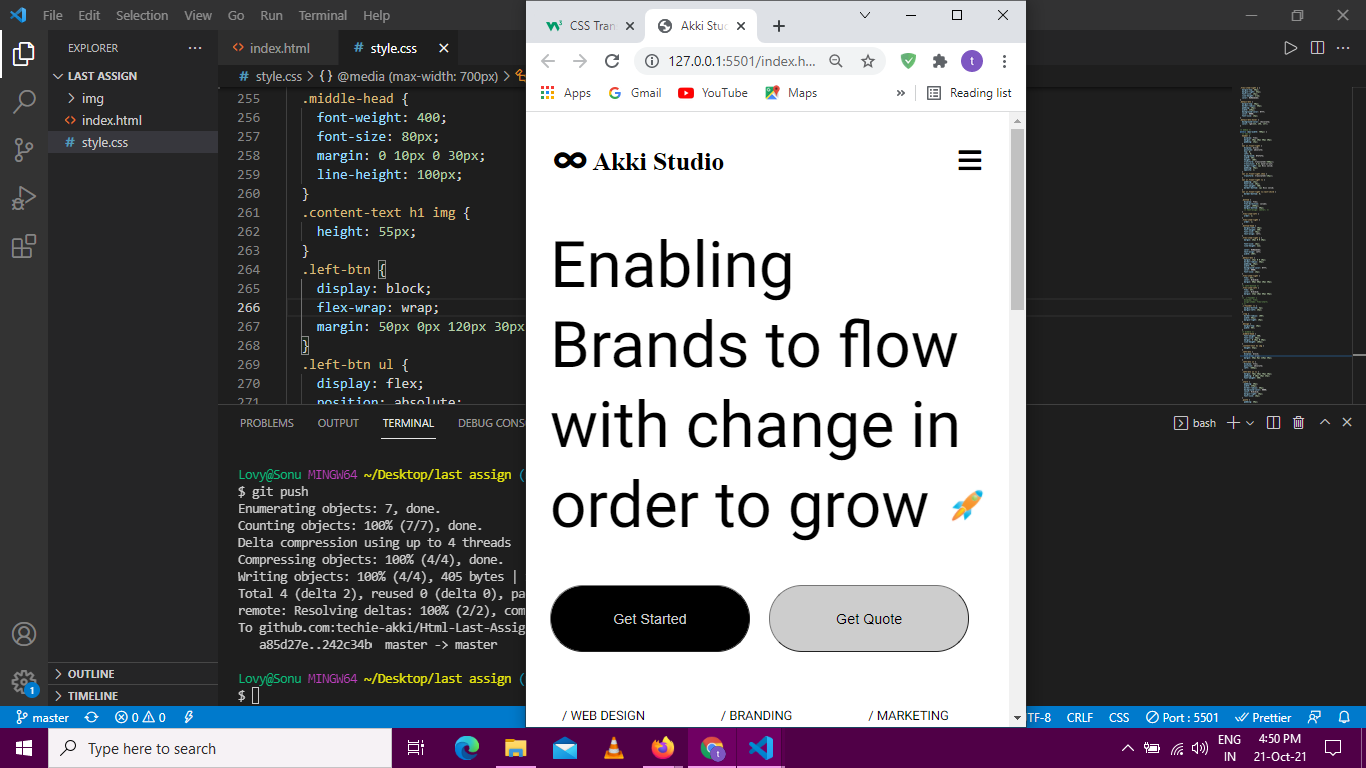 File Edit Selection View Go Run Terminal Help
EXPLORER
LAST ASSIGN
img
index.html
style.css
OUTLINE
TIMELINE
index.html
style.css
style.css > {} @media (max-width: 700px) >
255 .middle-head {
256 font-weight: 400;
257 font-size: 80px;
258 margin: 0 10px 0 30px;
259 line-height: 100px;
260 }
261 .content-text h1 img {
262 height: 55px;
263 }
264 .left-btn {
265 display: block;
266 flex-wrap: wrap;
267 margin: 50px 0px 120px 30px
268 }
269 .left-btn ul {
270 display: flex;
271 position: absolute;
PROBLEMS OUTPUT TERMINAL DEBUG CONS
bash
Lovy@Sonu MINGW64 ~/Desktop/last assign (
$ git push
Enumerating objects: 7, done.
Counting objects: 100% (7/7), done.
Delta compression using up to 4 threads
Compressing objects: 100% (4/4), done.
Writing objects: 100% (4/4), 405 bytes |
Total 4 (delta 2), reused 0 (delta 0), pa
remote: Resolving deltas: 100% (2/2), com
To github.com:techie-akki/Html-Last-Assig
a85d27e..242c34b master -> master
Lovy@Sonu MINGW64 ~/Desktop/last assign (
$
CSS Tran
Akki Stud
127.0.0.1:5501/index.h...
t
Apps
Gmail
YouTube
Maps
»
Reading list
Akki Studio
Enabling
Brands to flow
with change in
order to grow
Get Started
Get Quote
/ WEB DESIGN
/ BRANDING
/ MARKETING
1
master
0
0
TF-8
CRLF
CSS
Port : 5501
Prettier
Type here to search
t
ENG
IN
4:50 PM
21-Oct-21